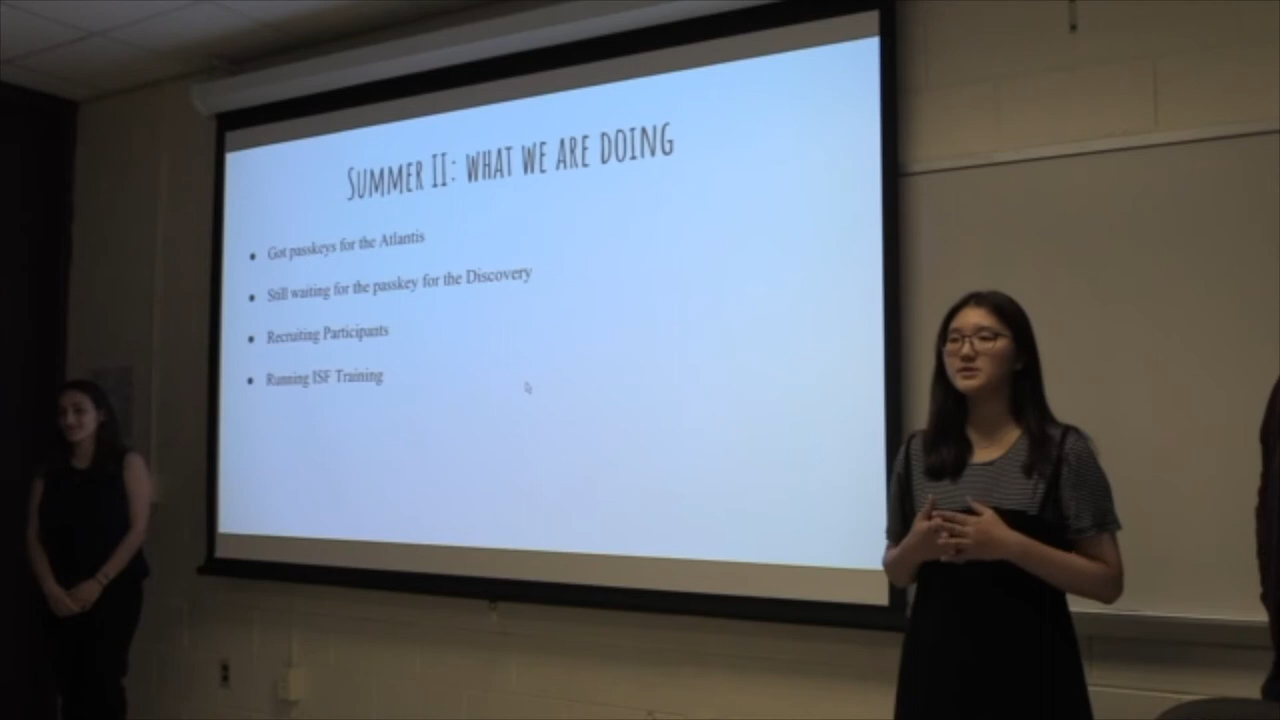 SUMMER II: WHAT WE ARE DOING
● Got passkeys for the Atlantis
● Still waiting for the passkey for the Discovery
● Recruiting Participants
● Running ISF Training